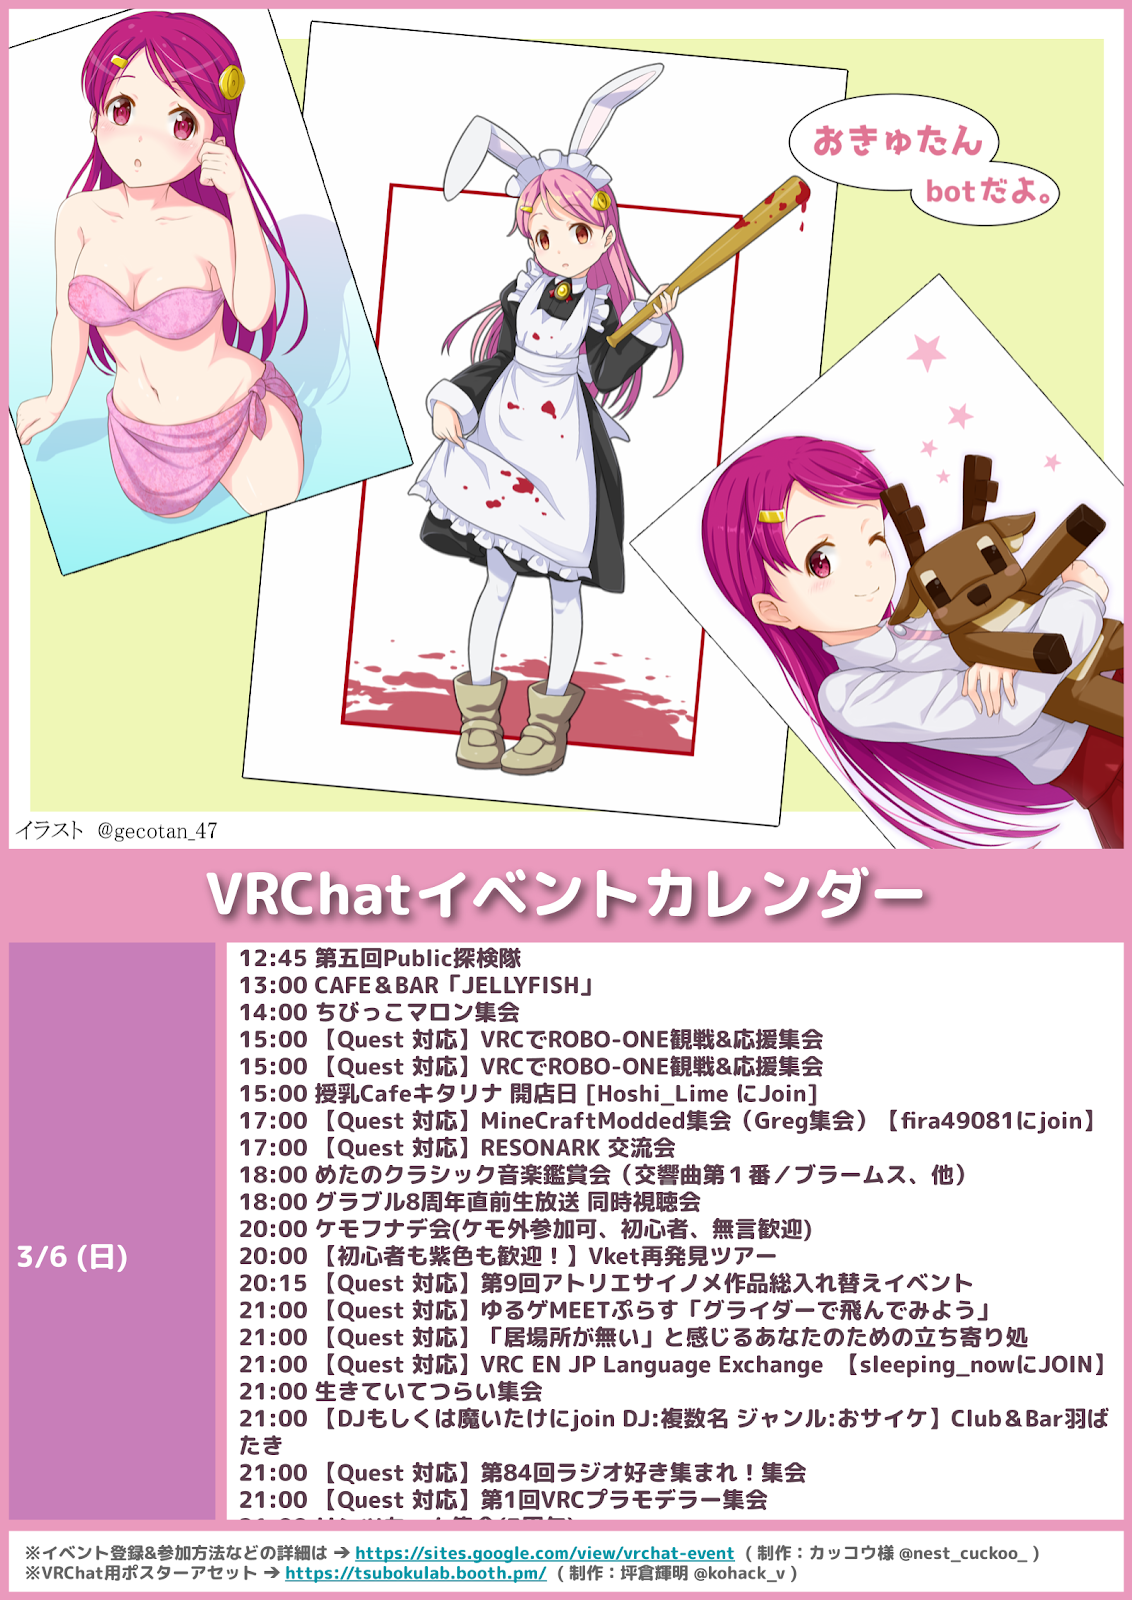 おきゅたん
botだよ。
イラスト @gecotan_47
VRChatイベントカレンダー
3/6 (日)
12:45 第五回Public探検隊
13:00 CAFE＆BAR「JELLYFISH」
14:00 ちびっこマロン集会
15:00 【Quest 対応】VRCでROBO-ONE観戦&応援集会
15:00 【Quest 対応】VRCでROBO-ONE観戦&応援集会
15:00 授乳Cafeキタリナ 開店日 [Hoshi_Lime にJoin]
17:00 【Quest 対応】MineCraftModded集会（Greg集会）【fira49081にjoin】
17:00 【Quest 対応】RESONARK 交流会
18:00 めたのクラシック音楽鑑賞会（交響曲第１番／ブラームス、他）
18:00 グラブル8周年直前生放送 同時視聴会
20:00 ケモフナデ会(ケモ外参加可、初心者、無言歓迎)
20:00 【初心者も紫色も歓迎！】Vket再発見ツアー
20:15 【Quest 対応】第9回アトリエサイノメ作品総入れ替えイベント
21:00 【Quest 対応】ゆるゲMEETぷらす「グライダーで飛んでみよう」
21:00 【Quest 対応】「居場所が無い」と感じるあなたのための立ち寄り処
21:00 【Quest 対応】VRC EN JP Language Exchange 【sleeping_nowにJOIN】
21:00 生きていてつらい集会
21:00 【DJもしくは魔いたけにjoin DJ:複数名 ジャンル:おサイケ】Club＆Bar羽ば
たき
21:00 【Quest 対応】第84回ラジオ好き集まれ！集会
21:00 【Quest 対応】第1回VRCプラモデラー集会
※イベント登録&参加方法などの詳細は ➔ https://sites.google.com/view/vrchat-event ( 制作：カッコウ様 @nest_cuckoo_ )
※VRChat用ポスターアセット ➔ https://tsubokulab.booth.pm/ ( 制作：坪倉輝明 @kohack_v )